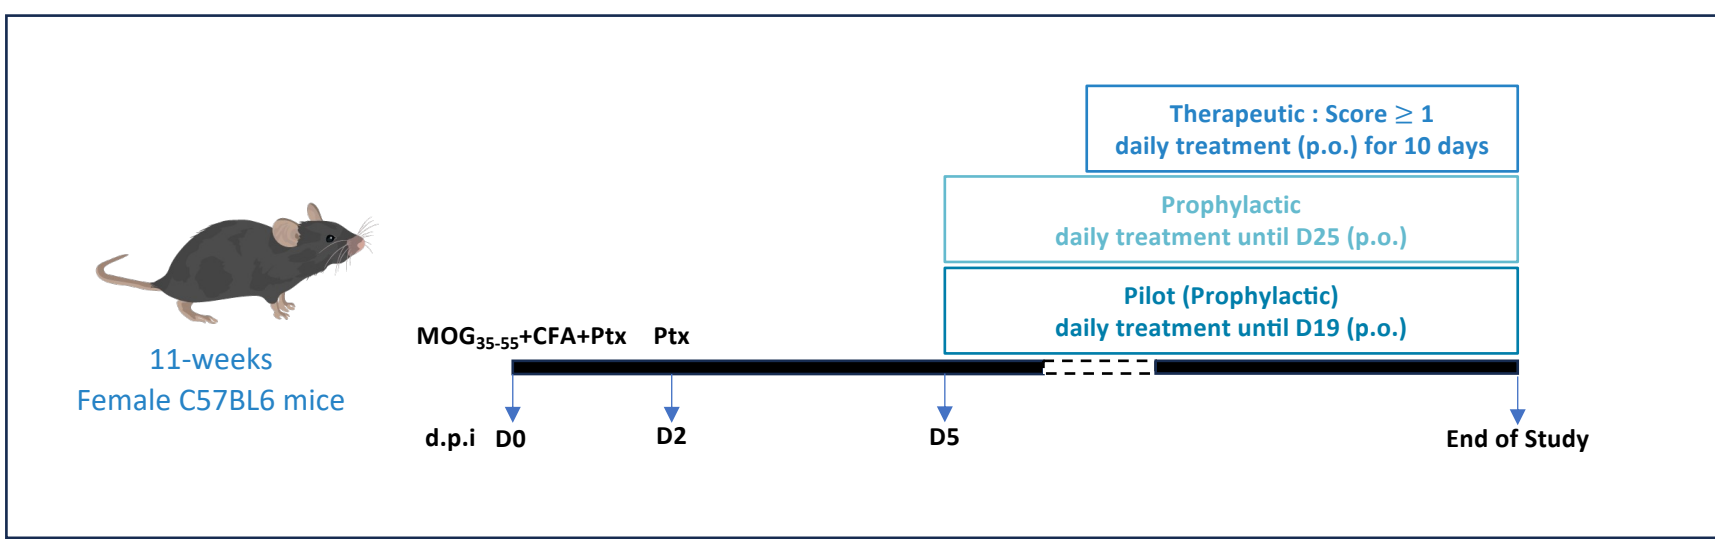 Therapeutic : Score ≥ 1
daily treatment (p.o.) for 10 days
Prophylactic
daily treatment until D25 (p.o.)
Pilot (Prophylactic)
daily treatment until D19 (p.o.)
MOG35-55+CFA+Ptx Ptx
11-weeks
Female C57BL6 mice
d.p.i D0 D2 D5 End of Study